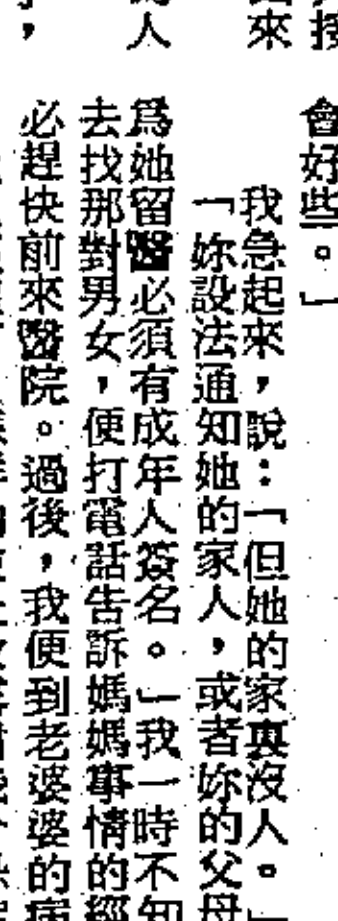 會好些。」
我急起來，說：「但她的家真沒人。」
「妳設法通知她的家人，或者妳的父母
爲她留醫必須有成年人簽名。」我一時不知
去找那對男女，便打電話告訴媽媽事情的經
必趕快前來醫院。過後，我便到老婆婆的病